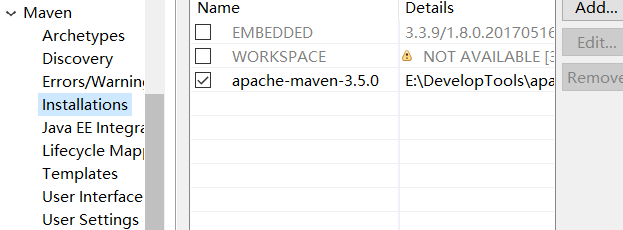 Maven
Archetypes
Discovery
Errors/Warnin
Installations
Java EE Integra
Lifecycle Mapp
Templates
User Interface
User Settings
Name Details
EMBEDDED 3.3.9/1.8.0.20170516
WORKSPACE NOT AVAILABLE [3
apache-maven-3.5.0 E:\DevelopTools\apa
Add...
Edit...
Remove